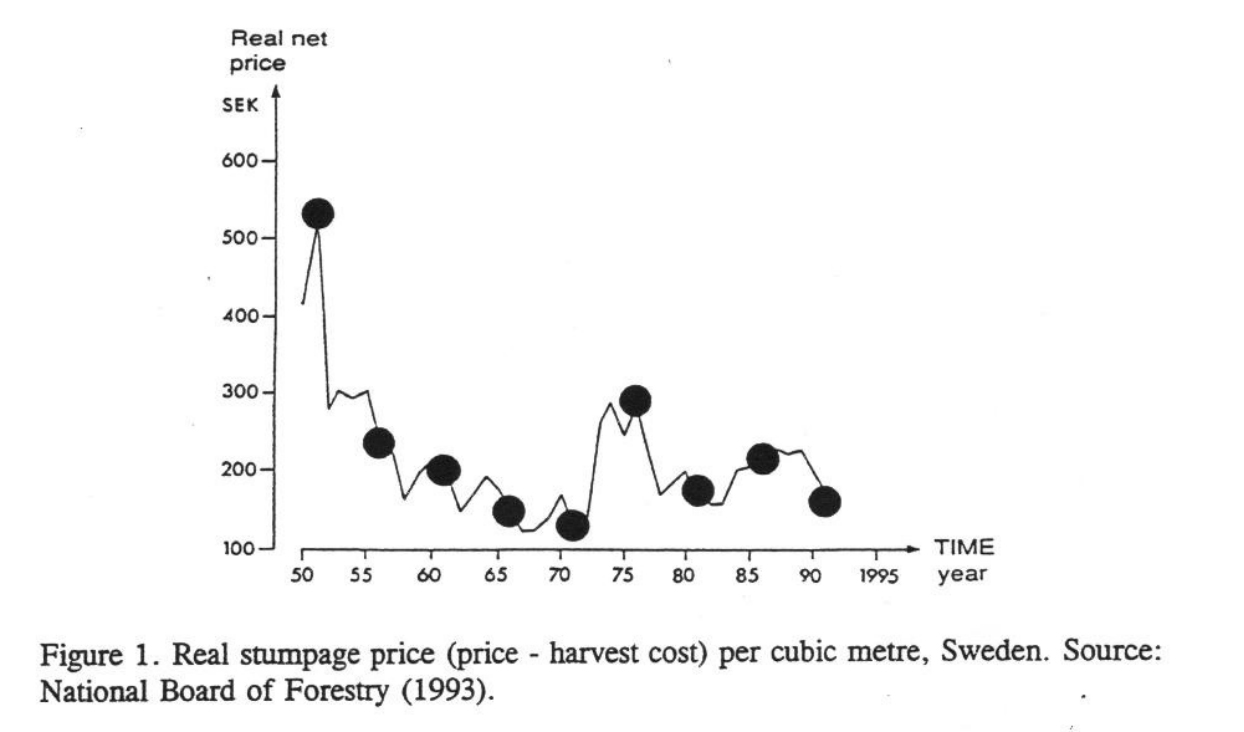 Real net
price
SEK
600
500
400
300
200
100
50 55 60 65 70 75 80 85 90 1995
TIME
year
Figure 1. Real stumpage price (price - harvest cost) per cubic metre, Sweden. Source:
National Board of Forestry (1993).